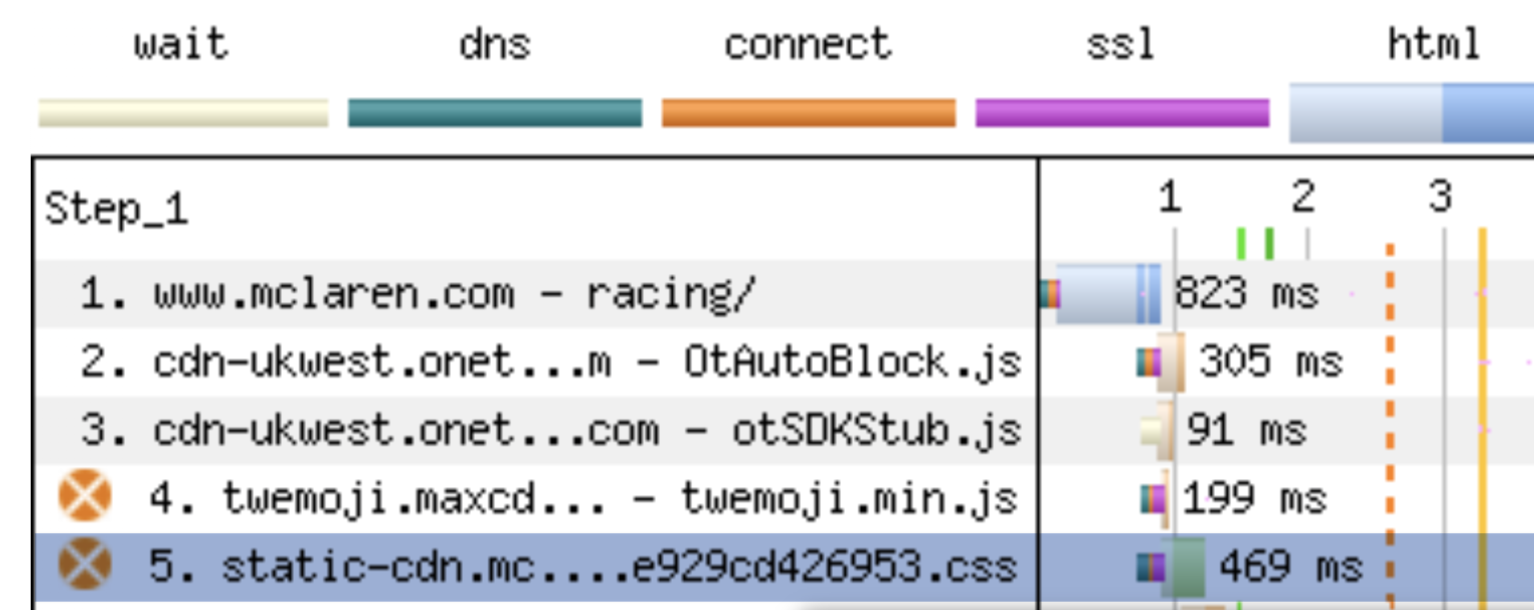 wait dns connect ssl html
Step_1 1 2 3
1. www.mclaren.com – racing/ 823 ms
2. cdn-ukwest.onet...m – OtAutoBlock.js 305 ms
3. cdn-ukwest.onet...com – otSDKStub.js 91 ms
4. twemoji.maxcd... – twemoji.min.js 199 ms
5. static-cdn.mc....e929cd426953.css 469 ms